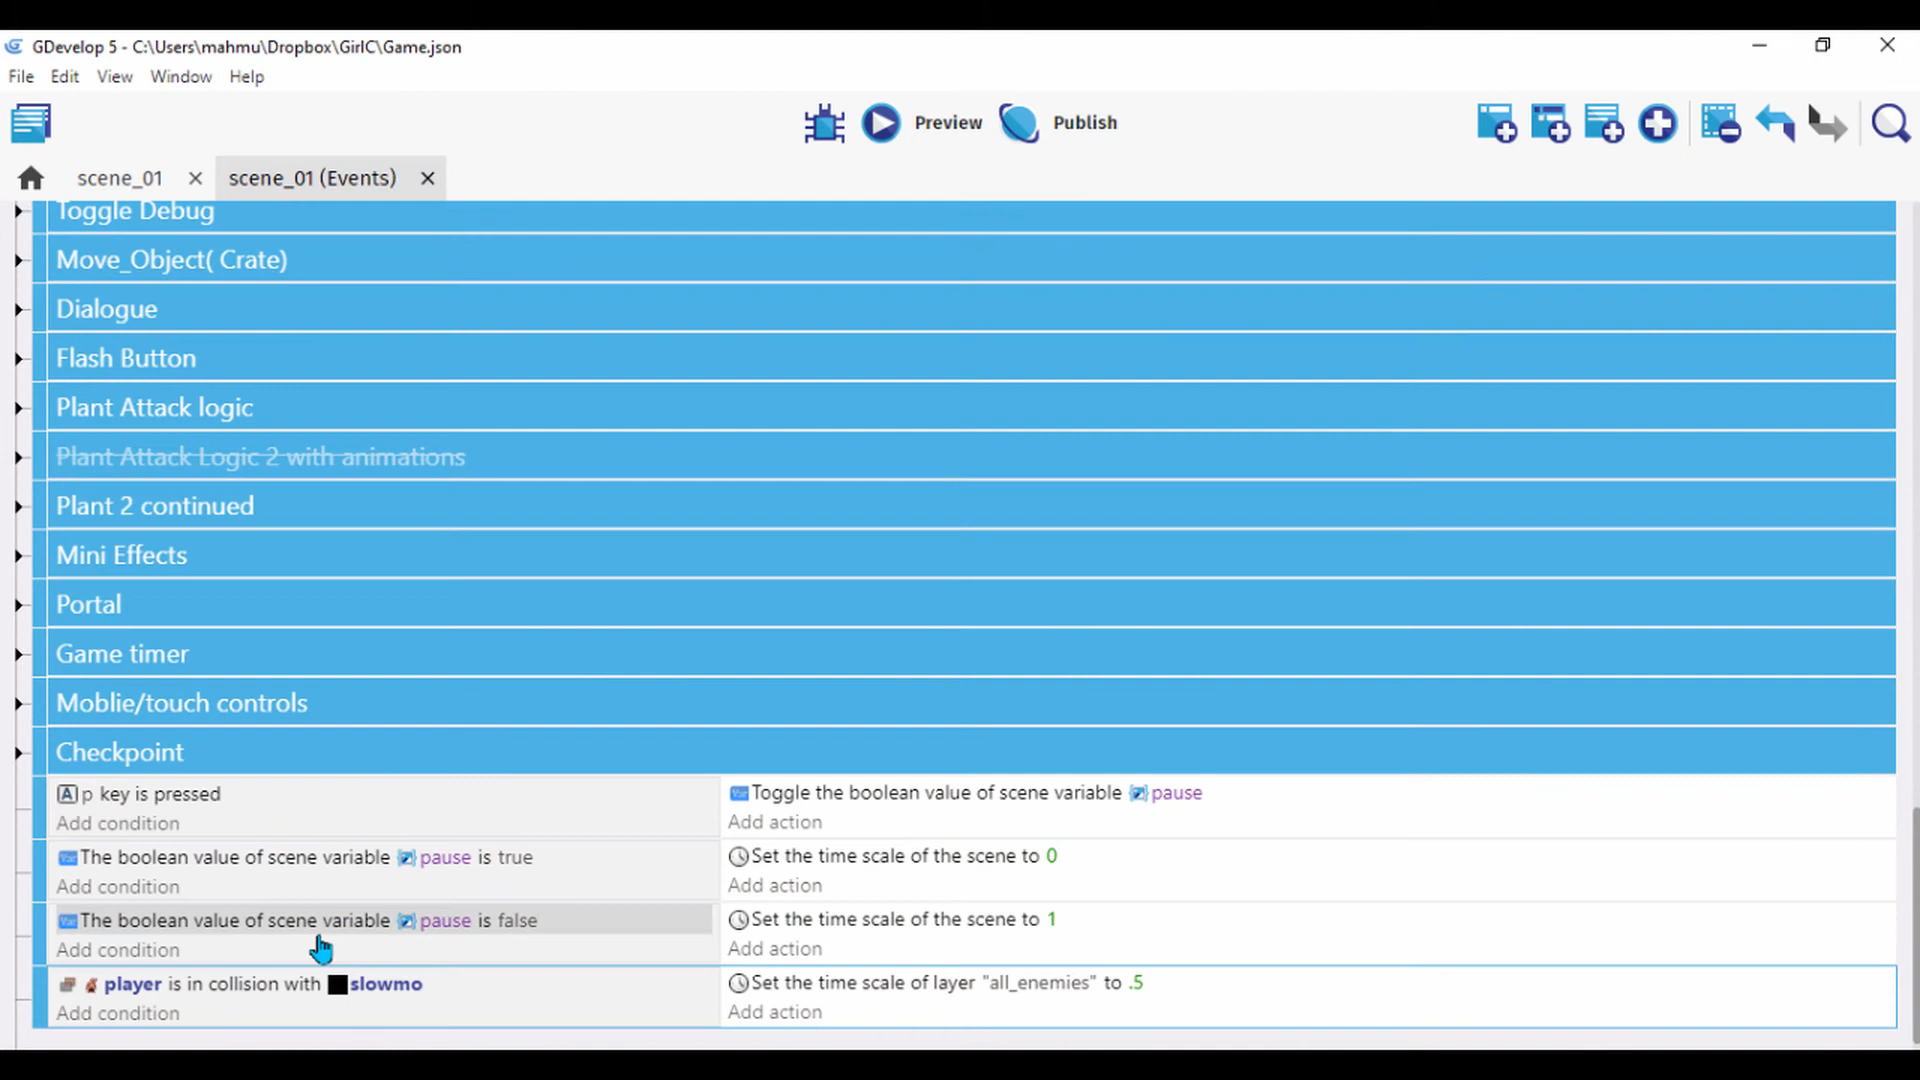 GDevelop 5 - C:\Users\mahmu\Dropbox\GirlC\Game.json
File Edit View Window Help
Preview Publish
scene_01 scene_01 (Events)
Toggle Debug
Move_Object( Crate)
Dialogue
Flash Button
Plant Attack logic
Plant Attack Logic 2 with animations
Plant 2 continued
Mini Effects
Portal
Game timer
Moblie/touch controls
Checkpoint
A p key is pressed Var Toggle the boolean value of scene variable pause
Add condition Add action
Var The boolean value of scene variable pause is true Set the time scale of the scene to 0
Add condition Add action
Var The boolean value of scene variable pause is false Set the time scale of the scene to 1
Add condition Add action
player is in collision with slowmo Set the time scale of layer "all_enemies" to .5
Add condition Add action